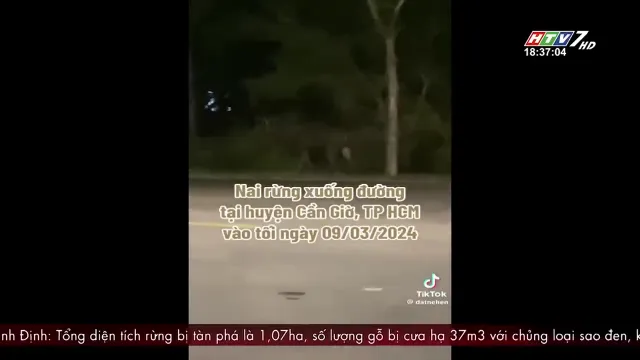 HTV7 HD
18:37:04
Nai rừng xuống đường
tại huyện Cần Giờ, TP HCM
vào tối ngày 09/03/2024
TikTok
@ datnehen
nh Định: Tổng diện tích rừng bị tàn phá là 1,07ha, số lượng gỗ bị cưa hạ 37m3 với chủng loại sao đen, k